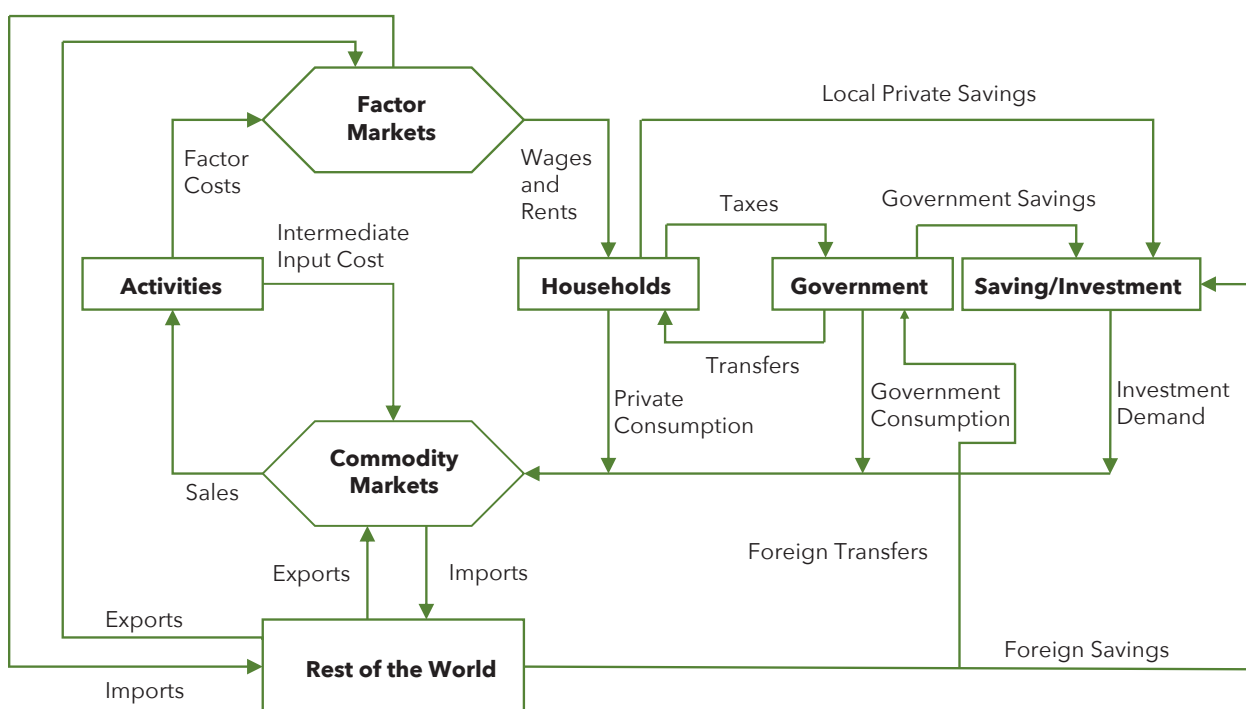 Factor
Markets
Local Private Savings
Factor
Costs
Wages
and
Rents
Taxes
Government Savings
Intermediate
Input Cost
Activities
Households
Government
Saving/Investment
Transfers
Private
Consumption
Government
Consumption
Investment
Demand
Commodity
Markets
Sales
Foreign Transfers
Exports
Imports
Exports
Rest of the World
Foreign Savings
Imports